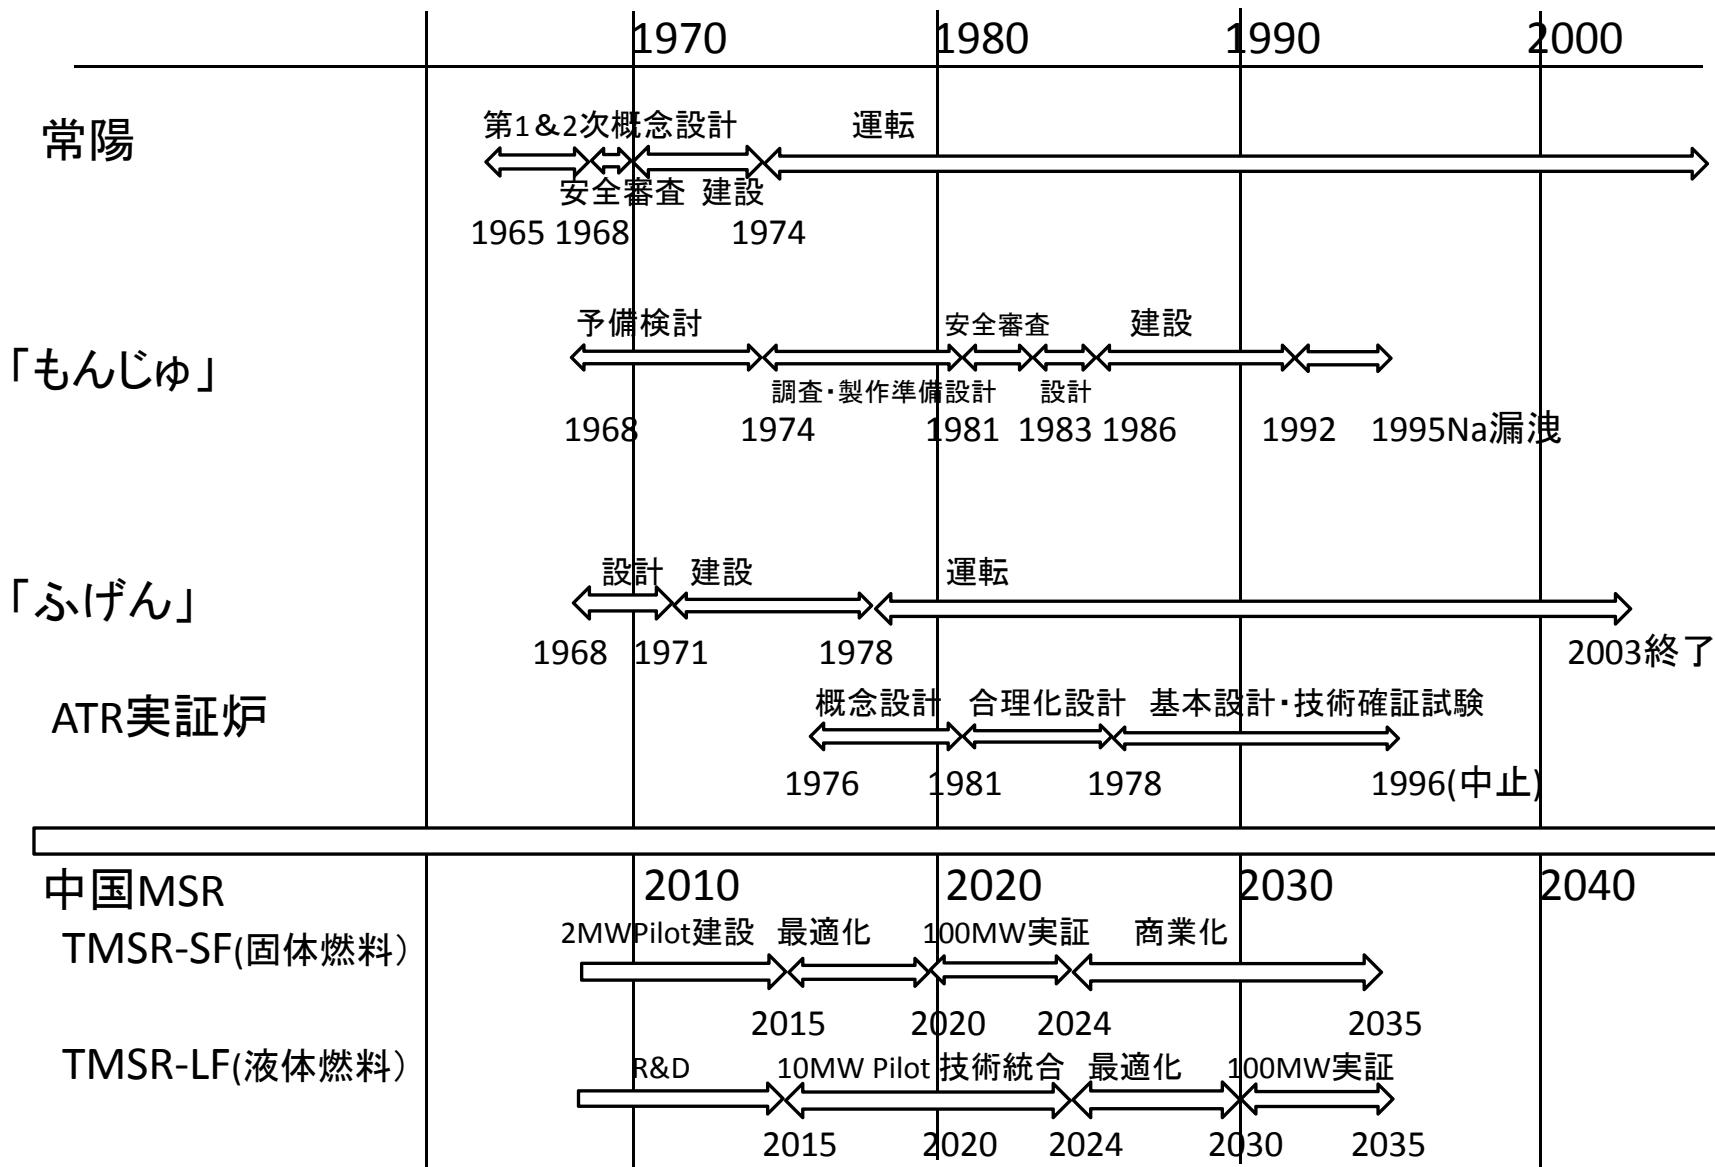 1970 1980 1990 2000
常陽
第1&2次概念設計 運転
安全審査 建設
1965 1968 1974
「もんじゅ」
予備検討 安全審査 建設
調査・製作準備設計 設計
1968 1974 1981 1983 1986 1992 1995Na漏洩
「ふげん」
設計 建設 運転
1968 1971 1978 2003終了
ATR実証炉
概念設計 合理化設計 基本設計・技術確証試験
1976 1981 1978 1996(中止)
中国MSR 2010 2020 2030 2040
TMSR-SF(固体燃料)
2MWPilot建設 最適化 100MW実証 商業化
2015 2020 2024 2035
TMSR-LF(液体燃料)
R&D 10MW Pilot 技術統合 最適化 100MW実証
2015 2020 2024 2030 2035